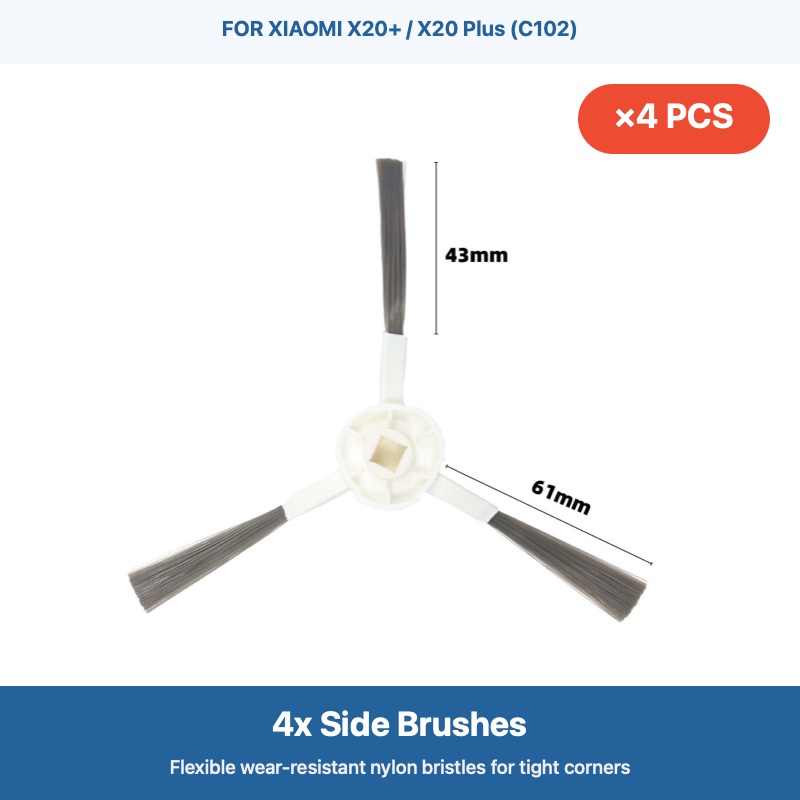 FOR XIAOMI X20+ / X20 Plus (C102)
×4 PCS
43mm
61mm
4x Side Brushes
Flexible wear-resistant nylon bristles for tight corners